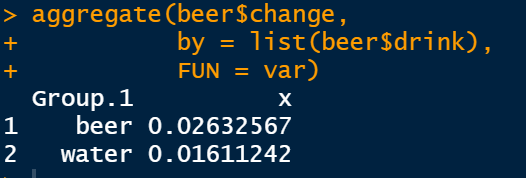 > aggregate(beer$change,
+           by = list(beer$drink),
+           FUN = var)
  Group.1          x
1    beer 0.02632567
2   water 0.01611242